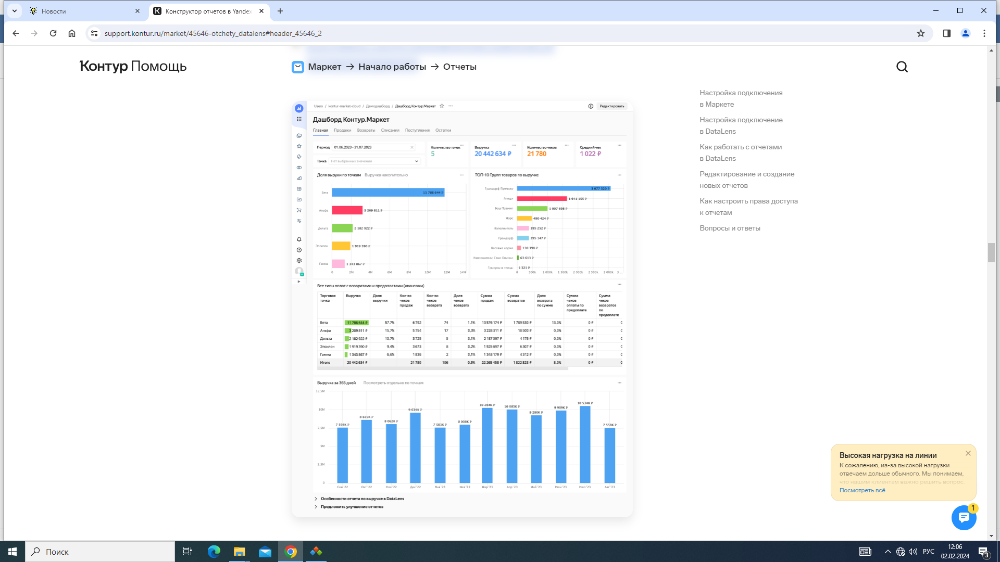 Новости
Конструктор отчетов в Yandex
support.kontur.ru/market/45646-otchety_datalens#header_45646_2
Контур Помощь
Маркет → Начало работы → Отчеты
Настройка подключения
в Маркете
Настройка подключение
в DataLens
Как работать с отчетами
в DataLens
Редактирование и создание
новых отчетов
Как настроить права доступа
к отчетам
Вопросы и ответы
Users / kontur-market-cloud / Демодашборд / Дашборд Контур.Маркет
Редактировать
Дашборд Контур.Маркет
Главная Продажи Возвраты Списания Поступления Остатки
Период 01.06.2023 - 31.07.2023
Точка Нет выбранных значений
Количество точек
5
Выручка
20 442 634 ₽
Количество чеков
21 780
Средний чек
1 022 ₽
Доля выруки по точкам Выручка накопительно
Бета 11 786 644 ₽
Альфа 3 209 811 ₽
Дельта 2 182 922 ₽
Эпсилон 1 919 390 ₽
Гамма 1 343 867 ₽
0 2M 4M 6M 8M 10M 12M 14M
ТОП-10 Групп товаров по выручке
Грандорф Премьер 3 077 320 ₽
Алиди 1 641 155 ₽
Бош Премил 1 007 698 ₽
Марс 490 424 ₽
Наполнитель 395 252 ₽
Грандорф 395 147 ₽
Весовые корма 130 398 ₽
63 613 ₽
Грызуны и птицы 1 321 ₽
0 500k 1 000k 1 500k 2 000k 2 500k 3 000k 3 ...
Все типы оплат с возвратами и предоплатами (авансами)
Торговая точка Выручка Доля выручки Кол-во чеков продаж Кол-во чеков возврата Доля чеков возврата Сумма продаж Сумма возвратов Доля возврата по сумме Сумма чеков оплаты по предоплате Сумма чеков возвратов по предоплате
Бета 11 786 644 ₽ 57,7% 6 792 74 1,1% 13 576 174 ₽ 1 789 530 ₽ 13,0% 0 ₽ 0
Альфа 3 209 811 ₽ 15,7% 5 754 17 0,3% 3 228 311 ₽ 18 500 ₽ 0,0% 0 ₽ 0
Дельта 2 182 922 ₽ 10,7% 3 725 5 0,1% 2 187 097 ₽ 4 175 ₽ 0,0% 0 ₽ 0
Эпсилон 1 919 390 ₽ 9,4% 3 673 8 0,2% 1 925 697 ₽ 6 307 ₽ 0,0% 0 ₽ 0
Гамма 1 343 867 ₽ 6,6% 1 836 2 0,1% 1 348 179 ₽ 4 312 ₽ 0,0% 0 ₽ 0
Итого 20 442 634 ₽ 21 780 106 0,5% 22 265 458 ₽ 1 822 823 ₽ 8,0% 0 ₽ 0
Выручка за 365 дней Посмотреть отдельно по точкам
12,5M
10M
7,5M
5M
2,5M
0
7 598K ₽ 8 655K ₽ 8 062K ₽ 9 634K ₽ 7 583K ₽ 8 008K ₽ 10 284K ₽ 10 083K ₽ 9 280K ₽ 9 909K ₽ 10 534K ₽ 7 558K ₽
Сен '22 Окт '22 Ноя '22 Дек '22 Янв '23 Фев '23 Мар '23 Апр '23 Май '23 Июн '23 Июл '23 Авг '23
Особенности отчета по выручке в DataLens
Предложить улучшение отчетов
Высокая нагрузка на линии
К сожалению, из-за высокой нагрузки
отвечаем дольше обычного. Мы понимаем,
что нашим клиентам важно решить вопрос.
Посмотреть всё
1
Поиск
РУС
12:06
02.02.2024
3